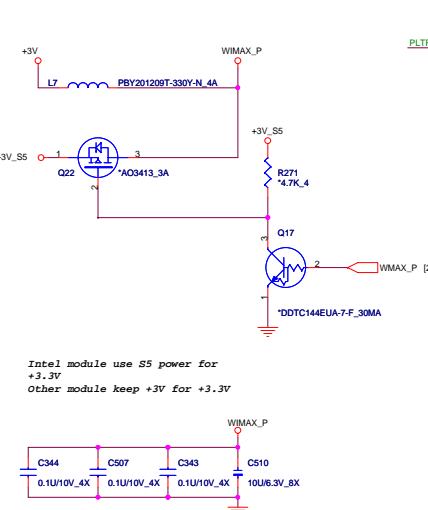 PLTR
+3V
WIMAX_P
L7
PBY201209T-330Y-N_4A
+3V_S5
3V_S5
1
3
Q22
*AO3413_3A
R271
*4.7K_4
2
Q17
3
2
WMAX_P
1
*DDTC144EUA-7-F_30MA
Intel module use S5 power for
+3.3V
Other module keep +3V for +3.3V
WIMAX_P
C344
C507
C343
C510
0.1U/10V_4X
0.1U/10V_4X
0.1U/10V_4X
10U/6.3V_8X